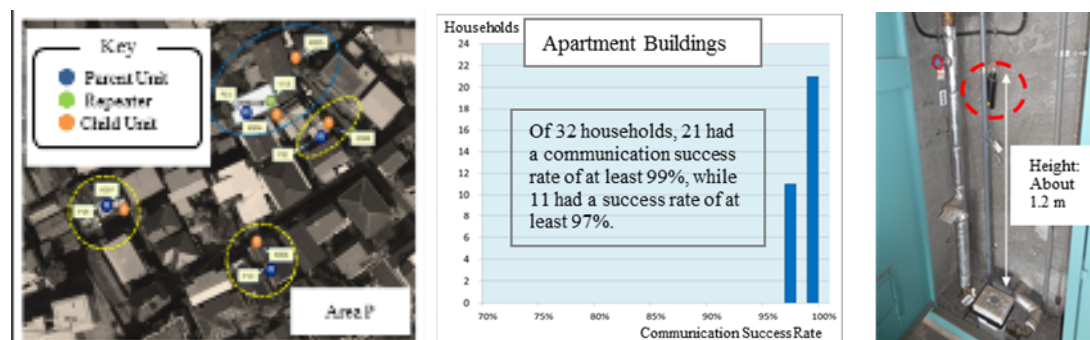 Key
Parent Unit
Repeater
Child Unit
Area P
Households
24
22
20
18
16
14
12
10
8
6
4
2
0
Apartment Buildings
Of 32 households, 21 had
a communication success
rate of at least 99%, while
11 had a success rate of at
least 97%.
70%
75%
80%
85%
90%
95%
100%
Communication Success Rate
Height:
About
1.2 m